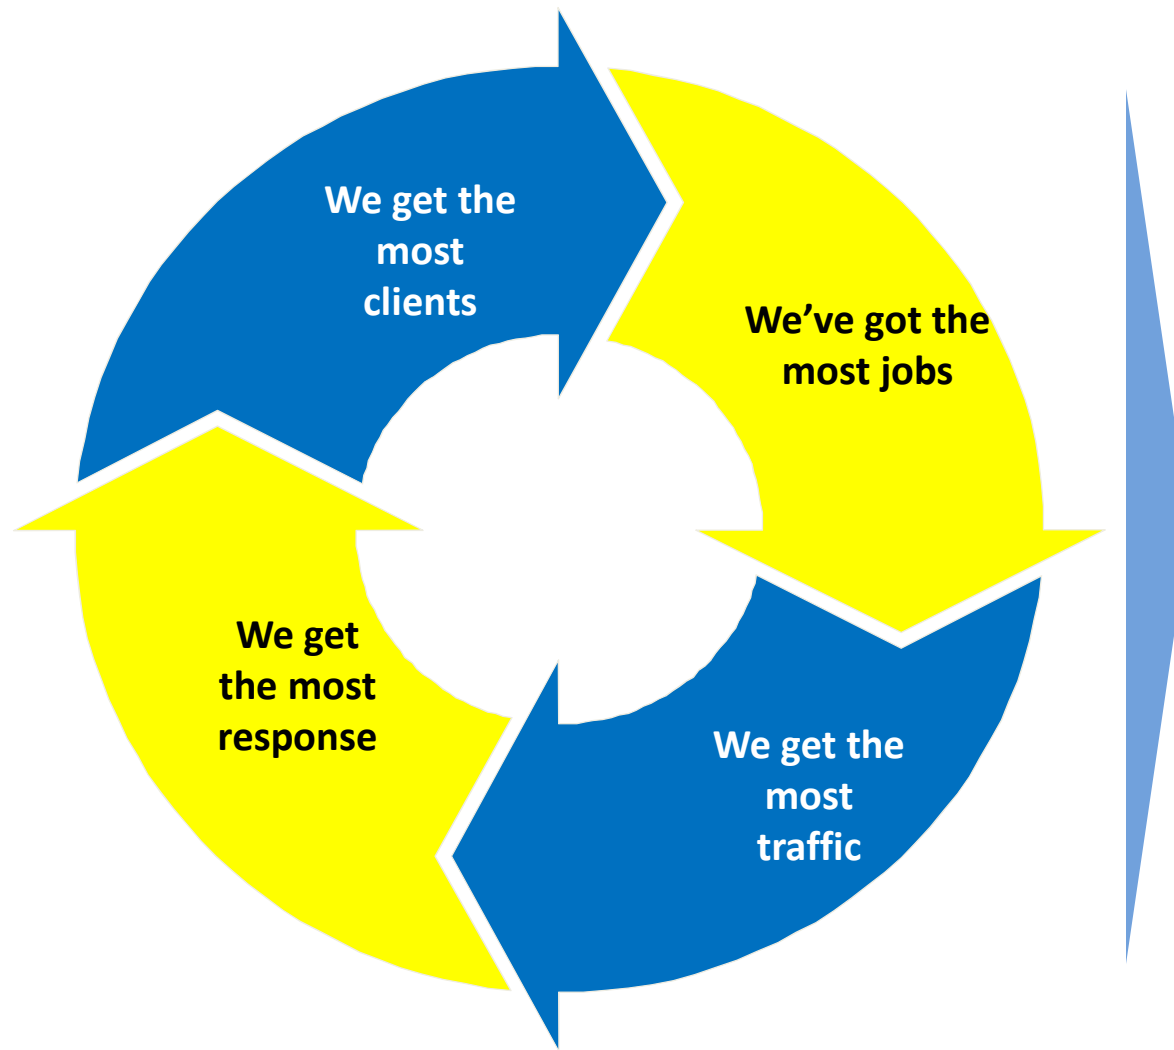 We get the
most
clients
We’ve got the
most jobs
We get the
most
traffic
We get
the most
response